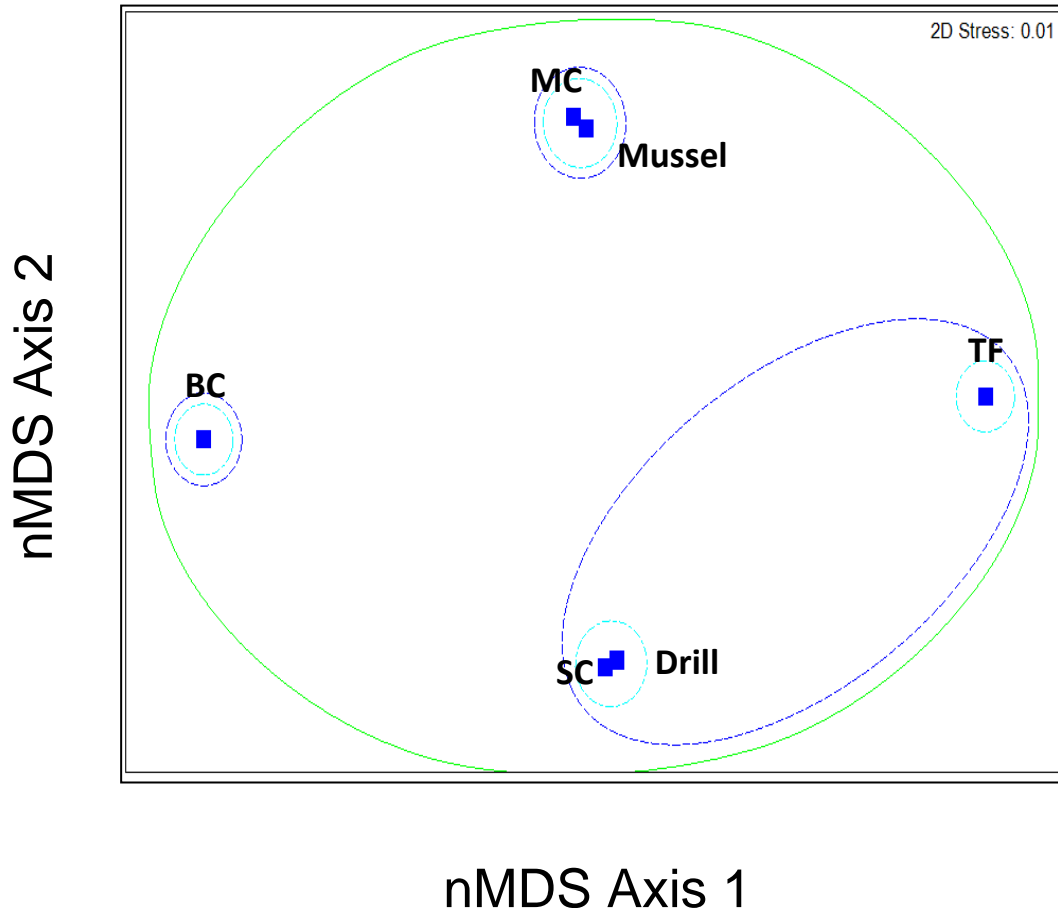 2D Stress: 0.01
MC
Mussel
TF
BC
SC
Drill
nMDS Axis 2
nMDS Axis 1